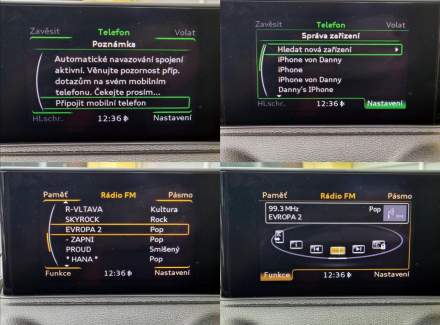 Zavěsit Telefon Volat
Poznámka
Automatické navazování spojení
aktivní. Věnujte pozornost příp.
dotazům na svém mobilním
telefonu. Čekejte prosím...
Připojit mobilní telefon
Hl.schr. 12:36 Nastavení
Zavěsit Telefon Volat
Správa zařízení
Hledat nová zařízení
iPhone von Danny
iPhone
iPhone von Danny
Danny's IPhone
Hl.schr. 12:36 Nastavení
Paměť Rádio FM Pásmo
R-VLTAVA Kultura
SKYROCK Rock
EVROPA 2 Pop
- ZAPNI Pop
PROUD Smíšený
* HANA * Pop
Funkce 12:36 Nastavení
Paměť Rádio FM Pásmo
99.3 MHz Pop
EVROPA 2
Funkce 12:36 Nastavení